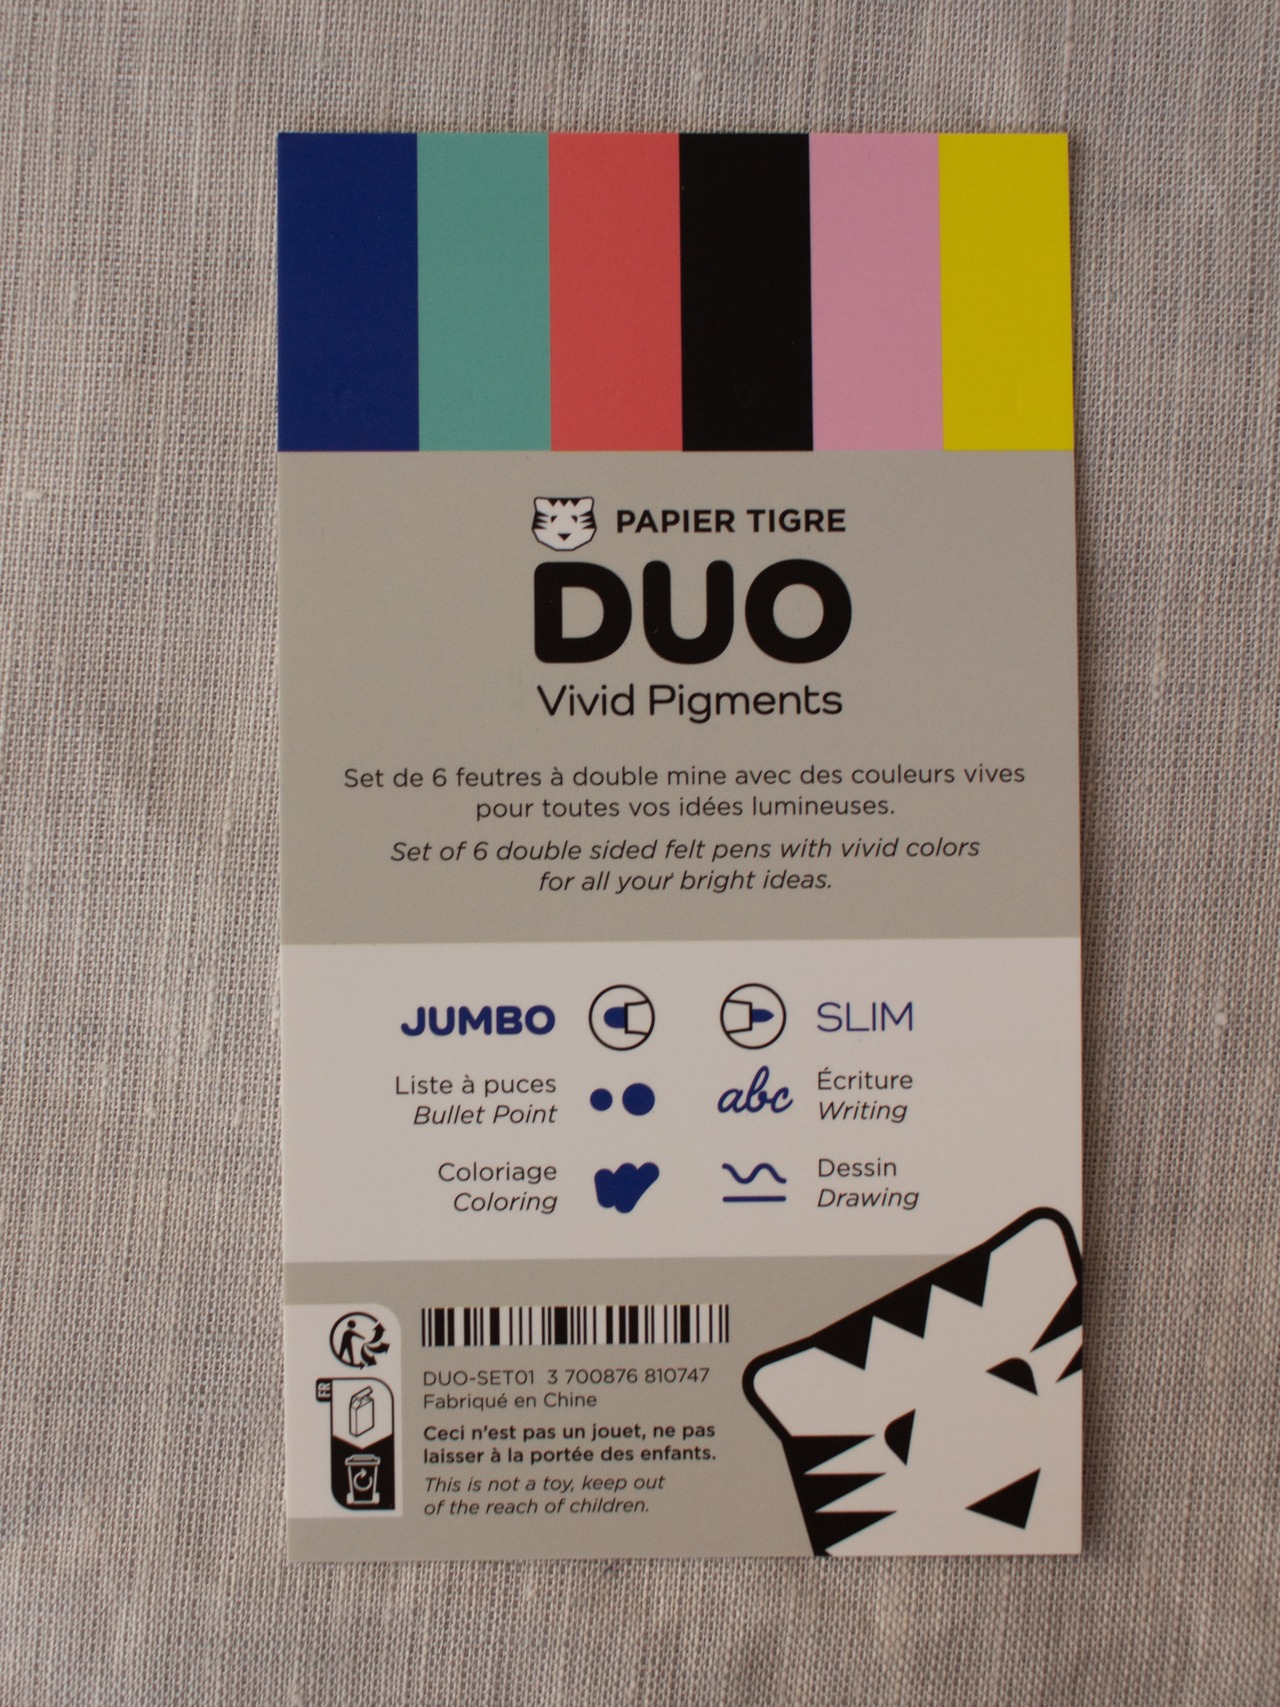 PAPIER TIGRE
DUO
Vivid Pigments
Set de 6 feutres à double mine avec des couleurs vives
pour toutes vos idées lumineuses.
Set of 6 double sided felt pens with vivid colors
for all your bright ideas.
JUMBO
Liste à puces
Bullet Point
Coloriage
Coloring
SLIM
abc
Écriture
Writing
Dessin
Drawing
FR
DUO-SET01 3 700876 810747
Fabriqué en Chine
Ceci n'est pas un jouet, ne pas
laisser à la portée des enfants.
This is not a toy, keep out
of the reach of children.